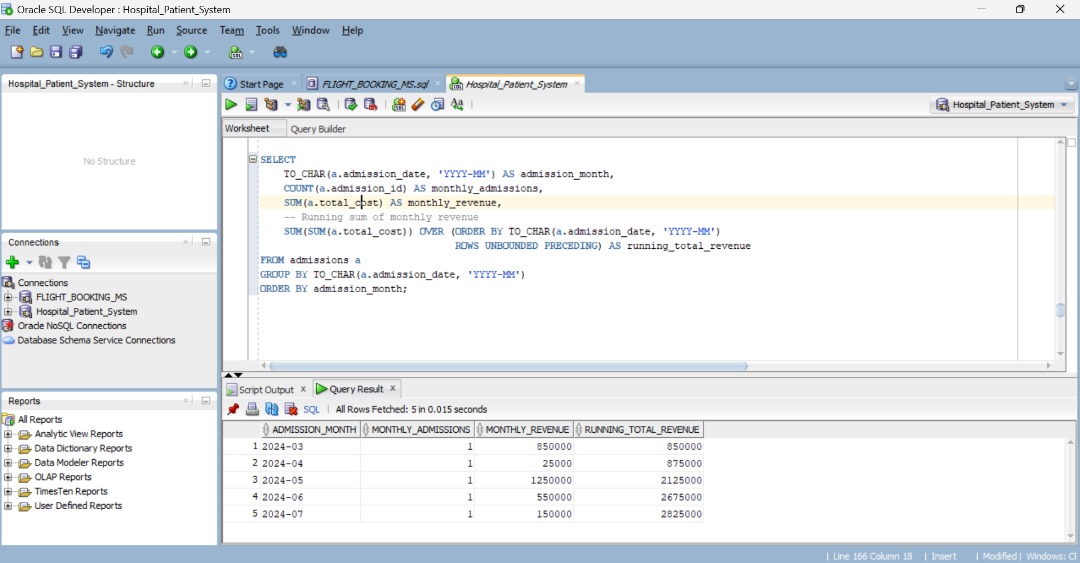 Oracle SQL Developer : Hospital_Patient_System
File Edit View Navigate Run Source Team Tools Window Help
Hospital_Patient_System - Structure
No Structure
Connections
Connections
FLIGHT_BOOKING_MS
Hospital_Patient_System
Oracle NoSQL Connections
Database Schema Service Connections
Reports
All Reports
Analytic View Reports
Data Dictionary Reports
Data Modeler Reports
OLAP Reports
TimesTen Reports
User Defined Reports
Start Page FLIGHT_BOOKING_MS.sql Hospital_Patient_System
Hospital_Patient_System
Worksheet Query Builder
SELECT
TO_CHAR(a.admission_date, 'YYYY-MM') AS admission_month,
COUNT(a.admission_id) AS monthly_admissions,
SUM(a.total_cost) AS monthly_revenue,
-- Running sum of monthly revenue
SUM(SUM(a.total_cost)) OVER (ORDER BY TO_CHAR(a.admission_date, 'YYYY-MM')
ROWS UNBOUNDED PRECEDING) AS running_total_revenue
FROM admissions a
GROUP BY TO_CHAR(a.admission_date, 'YYYY-MM')
ORDER BY admission_month;
Script Output Query Result
SQL | All Rows Fetched: 5 in 0.015 seconds
ADMISSION_MONTH MONTHLY_ADMISSIONS MONTHLY_REVENUE RUNNING_TOTAL_REVENUE
1 2024-03 1 850000 850000
2 2024-04 1 25000 875000
3 2024-05 1 1250000 2125000
4 2024-06 1 550000 2675000
5 2024-07 1 150000 2825000
| Line 166 Column 18 | Insert | Modified | Windows: Cl